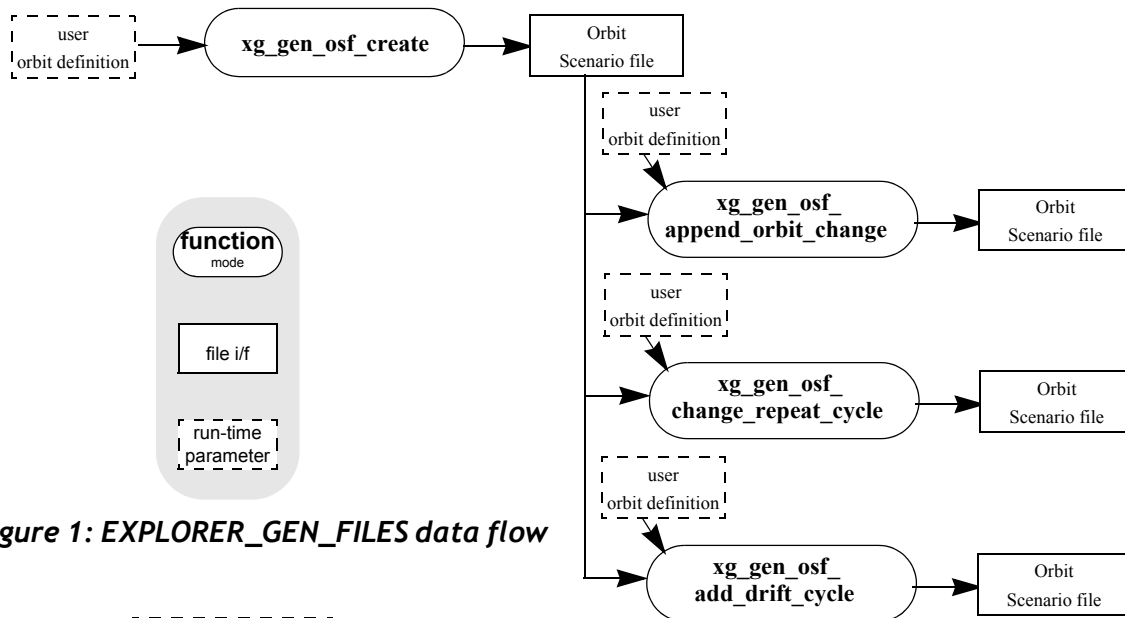 user
orbit definition
xg_gen_osf_create
Orbit
Scenario file
user
orbit definition
xg_gen_osf_
append_orbit_change
Orbit
Scenario file
function
mode
file i/f
run-time
parameter
user
orbit definition
xg_gen_osf_
change_repeat_cycle
Orbit
Scenario file
gure 1: EXPLORER_GEN_FILES data flow
user
orbit definition
xg_gen_osf_
add_drift_cycle
Orbit
Scenario file